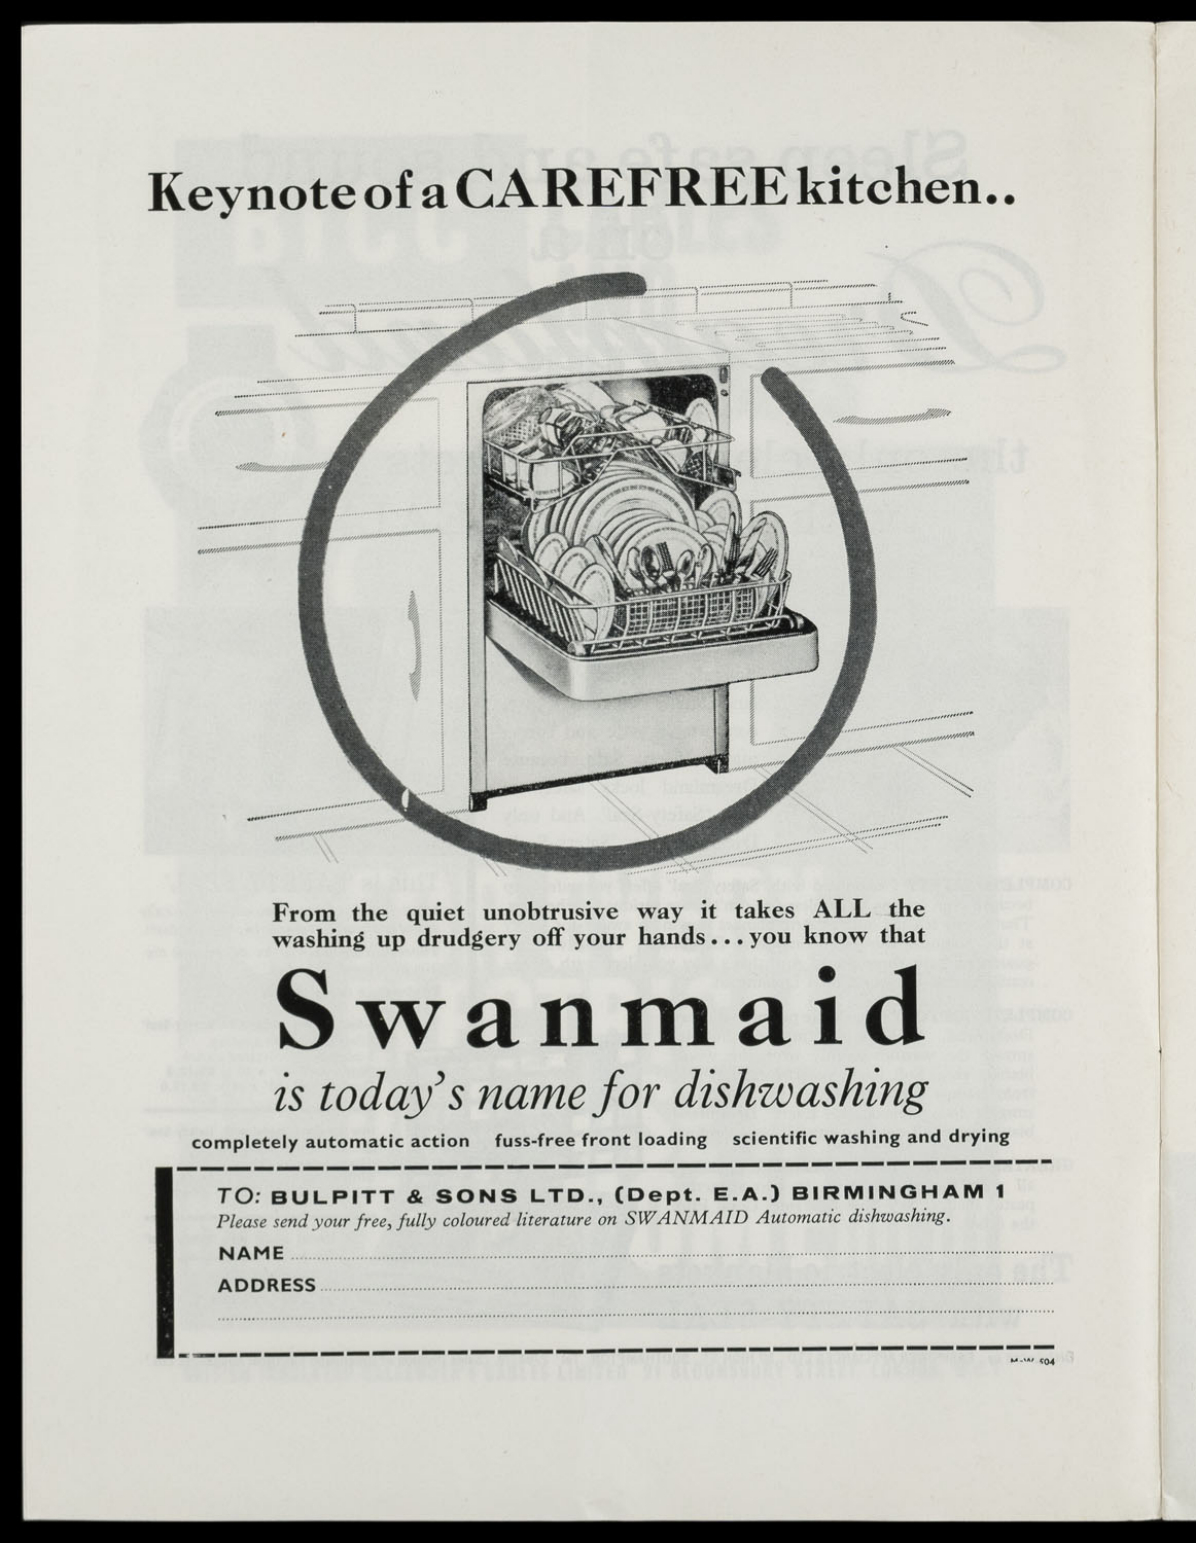 Keynote of a CAREFREE kitchen..
From the quiet unobtrusive way it takes ALL the
washing up drudgery off your hands...you know that
Swanmaid
is today's name for dishwashing
completely automatic action fuss-free front loading scientific washing and drying
TO: BULPITT & SONS LTD., (Dept. E.A.) BIRMINGHAM 1
Please send your free, fully coloured literature on SWANMAID Automatic dishwashing.
NAME
ADDRESS
504